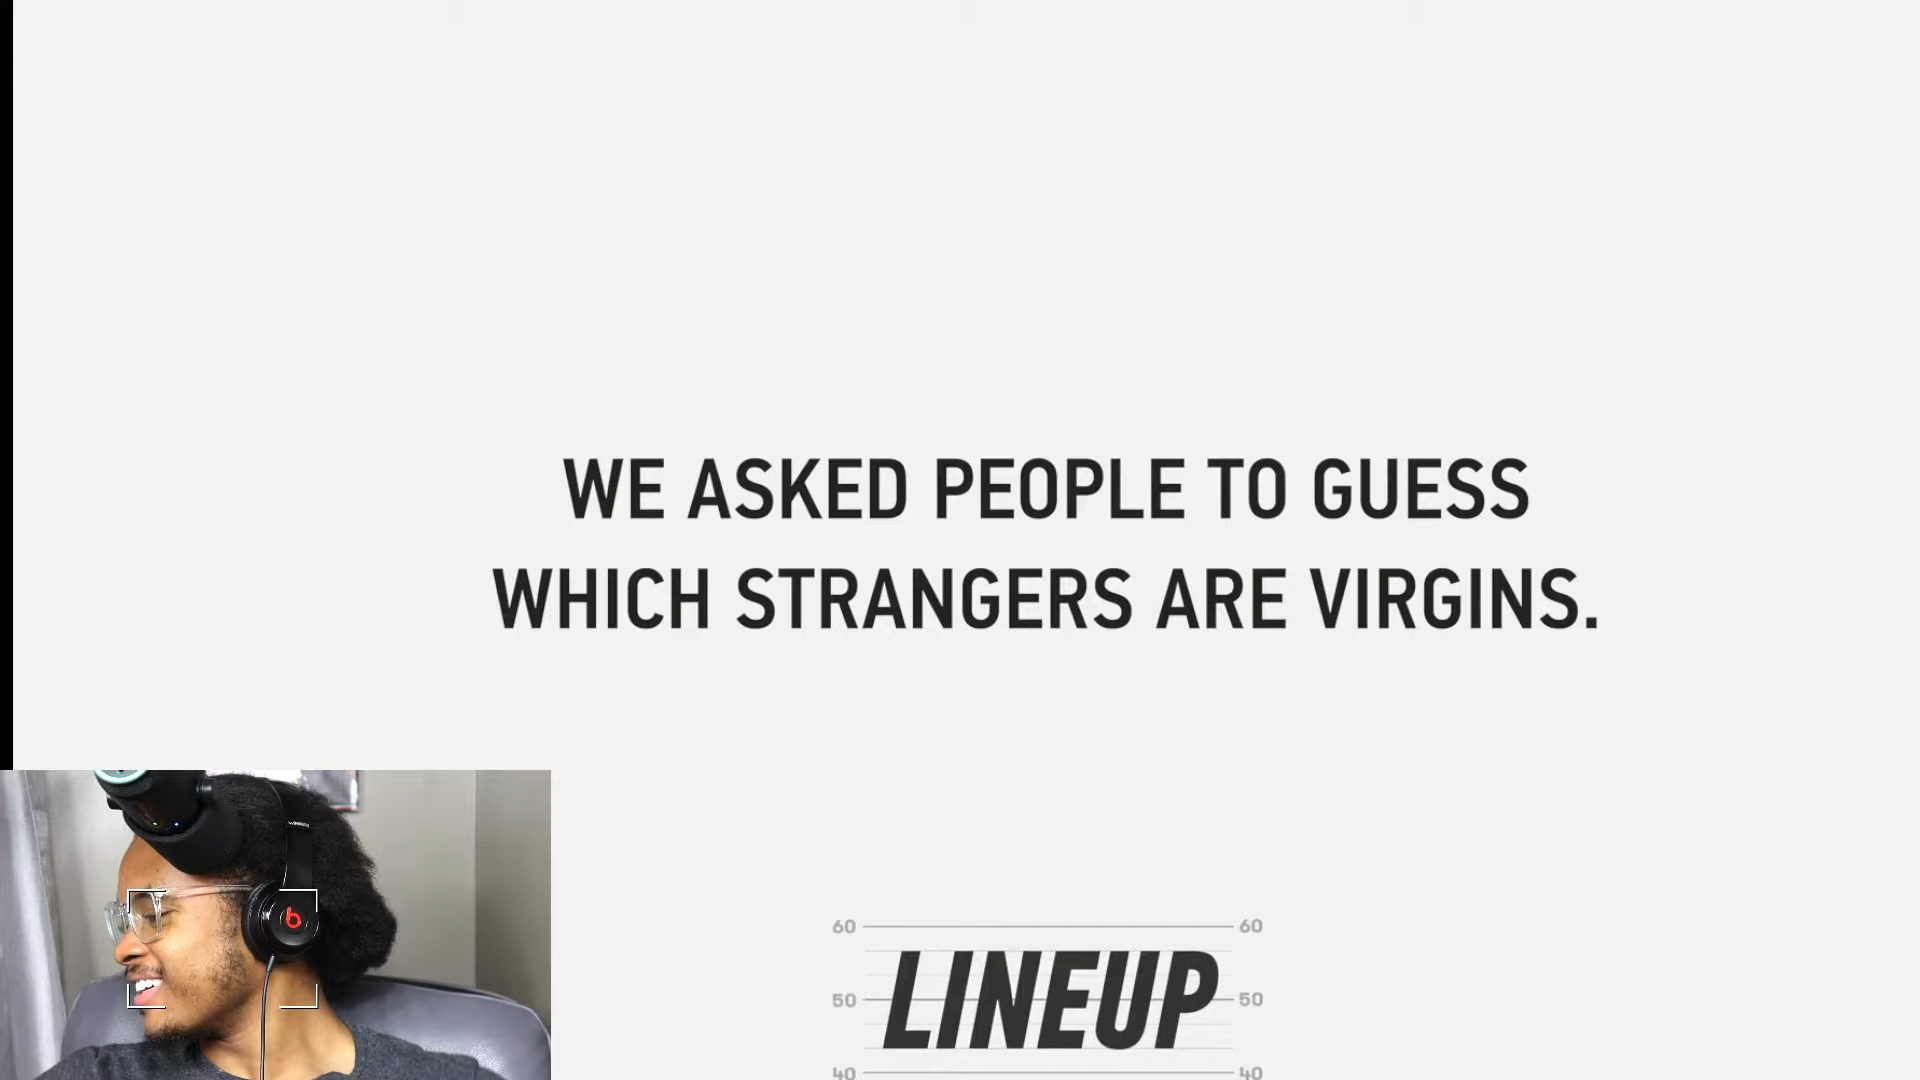 WE ASKED PEOPLE TO GUESS
WHICH STRANGERS ARE VIRGINS.
60 60
LINEUP
50 50
40 40
b